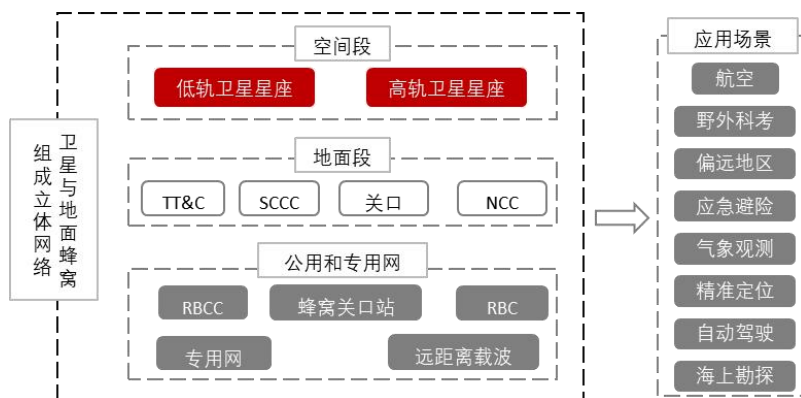 卫星与地面蜂窝
组成立体网络
空间段
低轨卫星星座
高轨卫星星座
地面段
TT&C
SCCC
关口
NCC
公用和专用网
RBCC
蜂窝关口站
RBC
专用网
远距离载波
应用场景
航空
野外科考
偏远地区
应急避险
气象观测
精准定位
自动驾驶
海上勘探